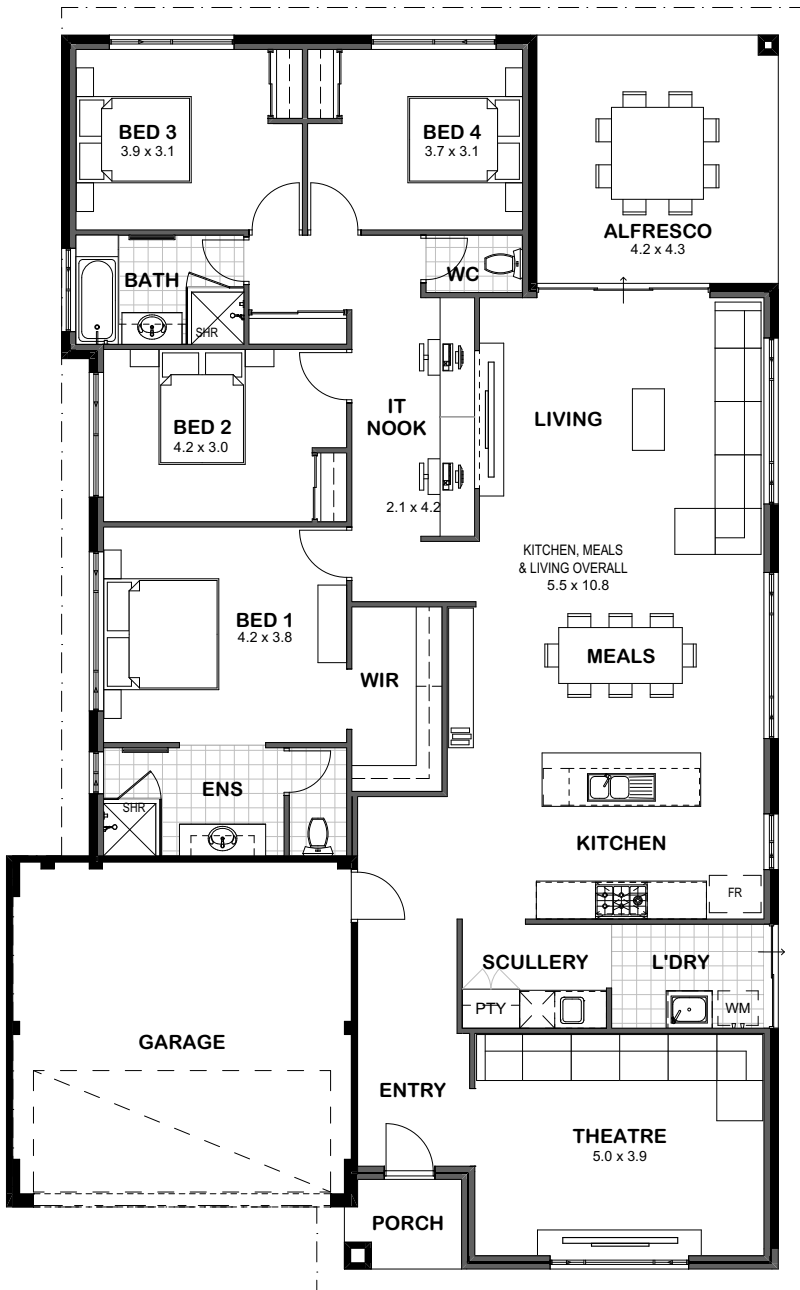 BED 3
3.9 x 3.1
BED 4
3.7 x 3.1
ALFRESCO
4.2 x 4.3
BATH
SHR
WC
BED 2
4.2 x 3.0
IT
NOOK
2.1 x 4.2
LIVING
KITCHEN, MEALS
& LIVING OVERALL
5.5 x 10.8
BED 1
4.2 x 3.8
WIR
MEALS
ENS
SHR
KITCHEN
FR
SCULLERY
L'DRY
PTY
WM
GARAGE
ENTRY
THEATRE
5.0 x 3.9
PORCH